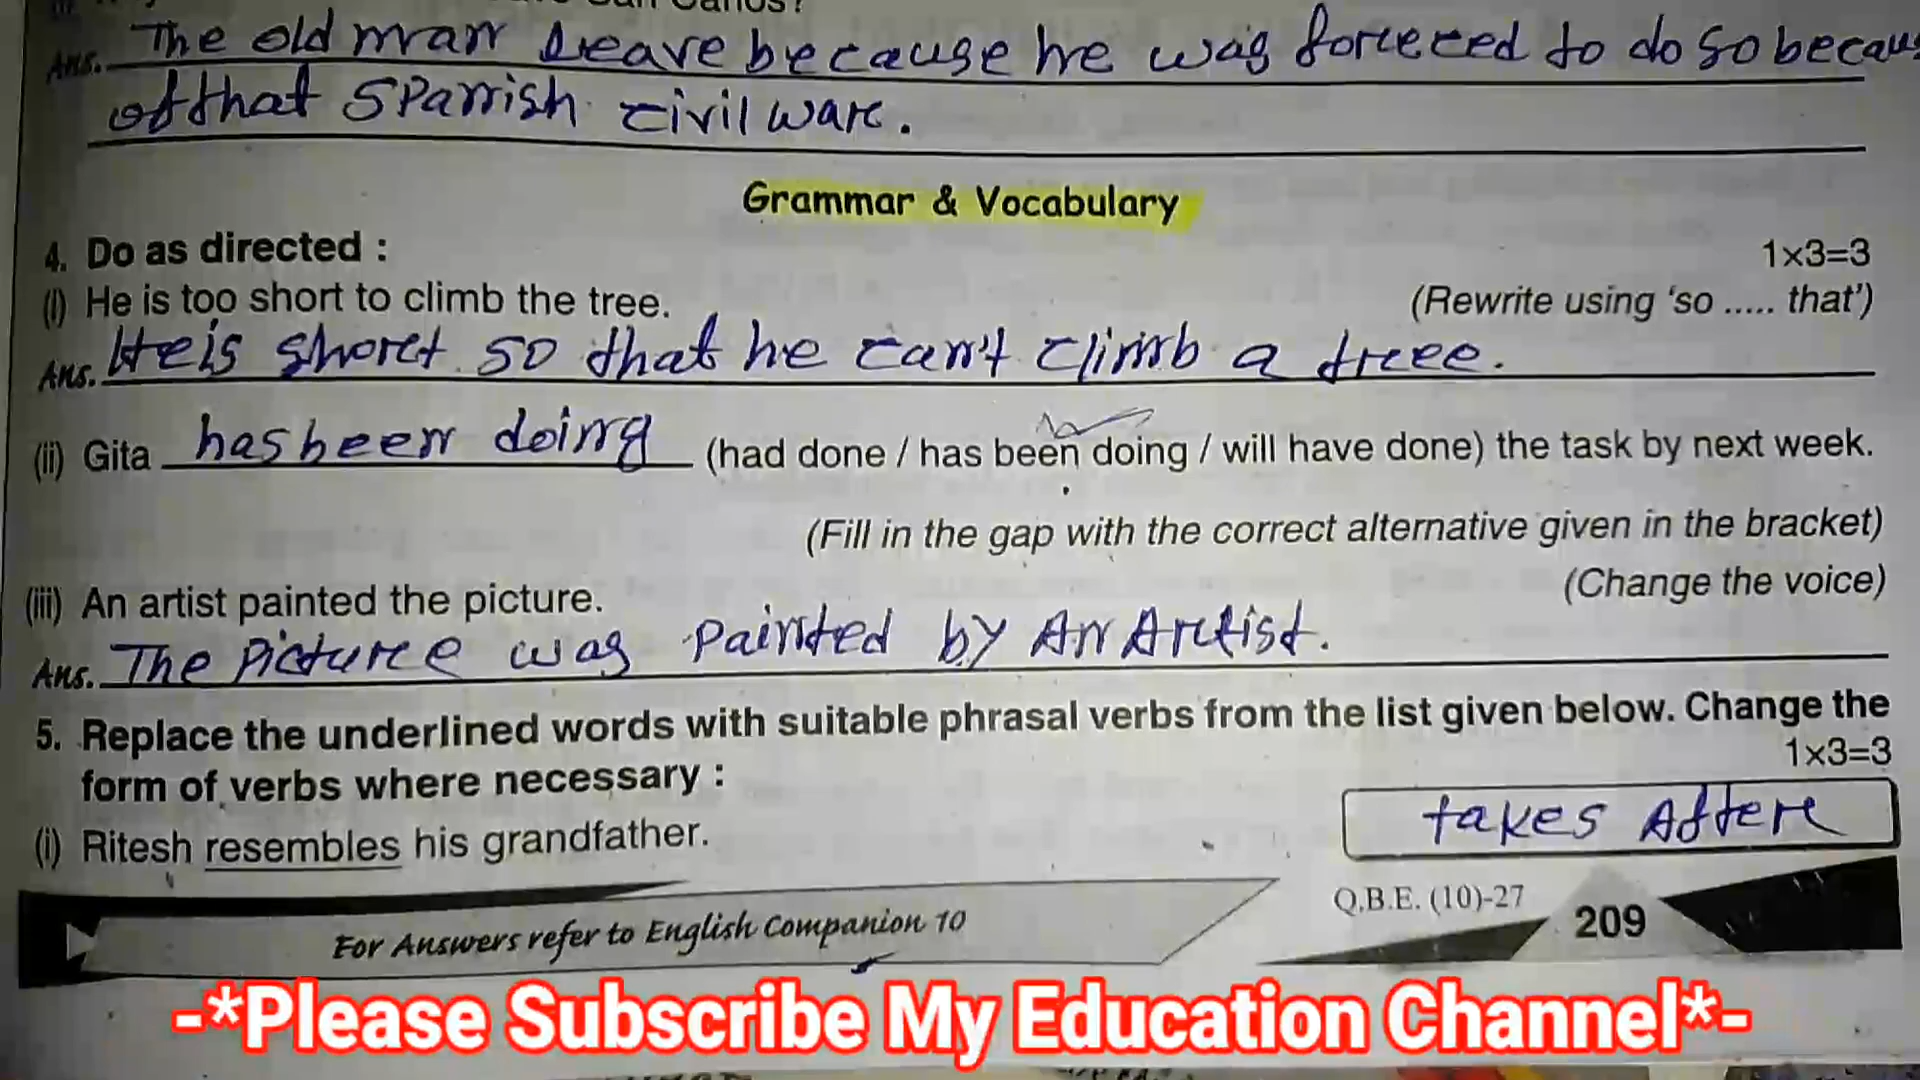 Ans. The old man Leave because he was forceced to do so becaus
of that Spanish civil ware.
Grammar & Vocabulary
4. Do as directed :
1×3=3
(i) He is too short to climb the tree.
(Rewrite using 'so ..... that')
Ans. He is short so that he can't climb a tree.
(ii) Gita has been doing (had done / has been doing / will have done) the task by next week.
(Fill in the gap with the correct alternative given in the bracket)
(iii) An artist painted the picture.
(Change the voice)
Ans. The picture was painted by An Artist.
5. Replace the underlined words with suitable phrasal verbs from the list given below. Change the
form of verbs where necessary :
1×3=3
(i) Ritesh resembles his grandfather.
takes After
For Answers refer to English Companion 10
Q.B.E. (10)-27
209
-*Please Subscribe My Education Channel*-